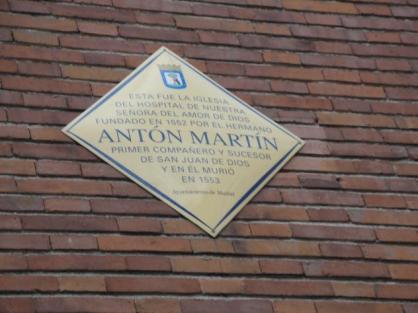 ESTA FUE LA IGLESIA
DEL HOSPITAL DE NUESTRA
SEÑORA DEL AMOR DE DIOS
FUNDADO EN 1552 POR EL HERMANO
ANTÓN MARTÍN
PRIMER COMPAÑERO Y SUCESOR
DE SAN JUAN DE DIOS
Y EN ÉL MURIÓ
EN 1553
Ayuntamiento de Madrid